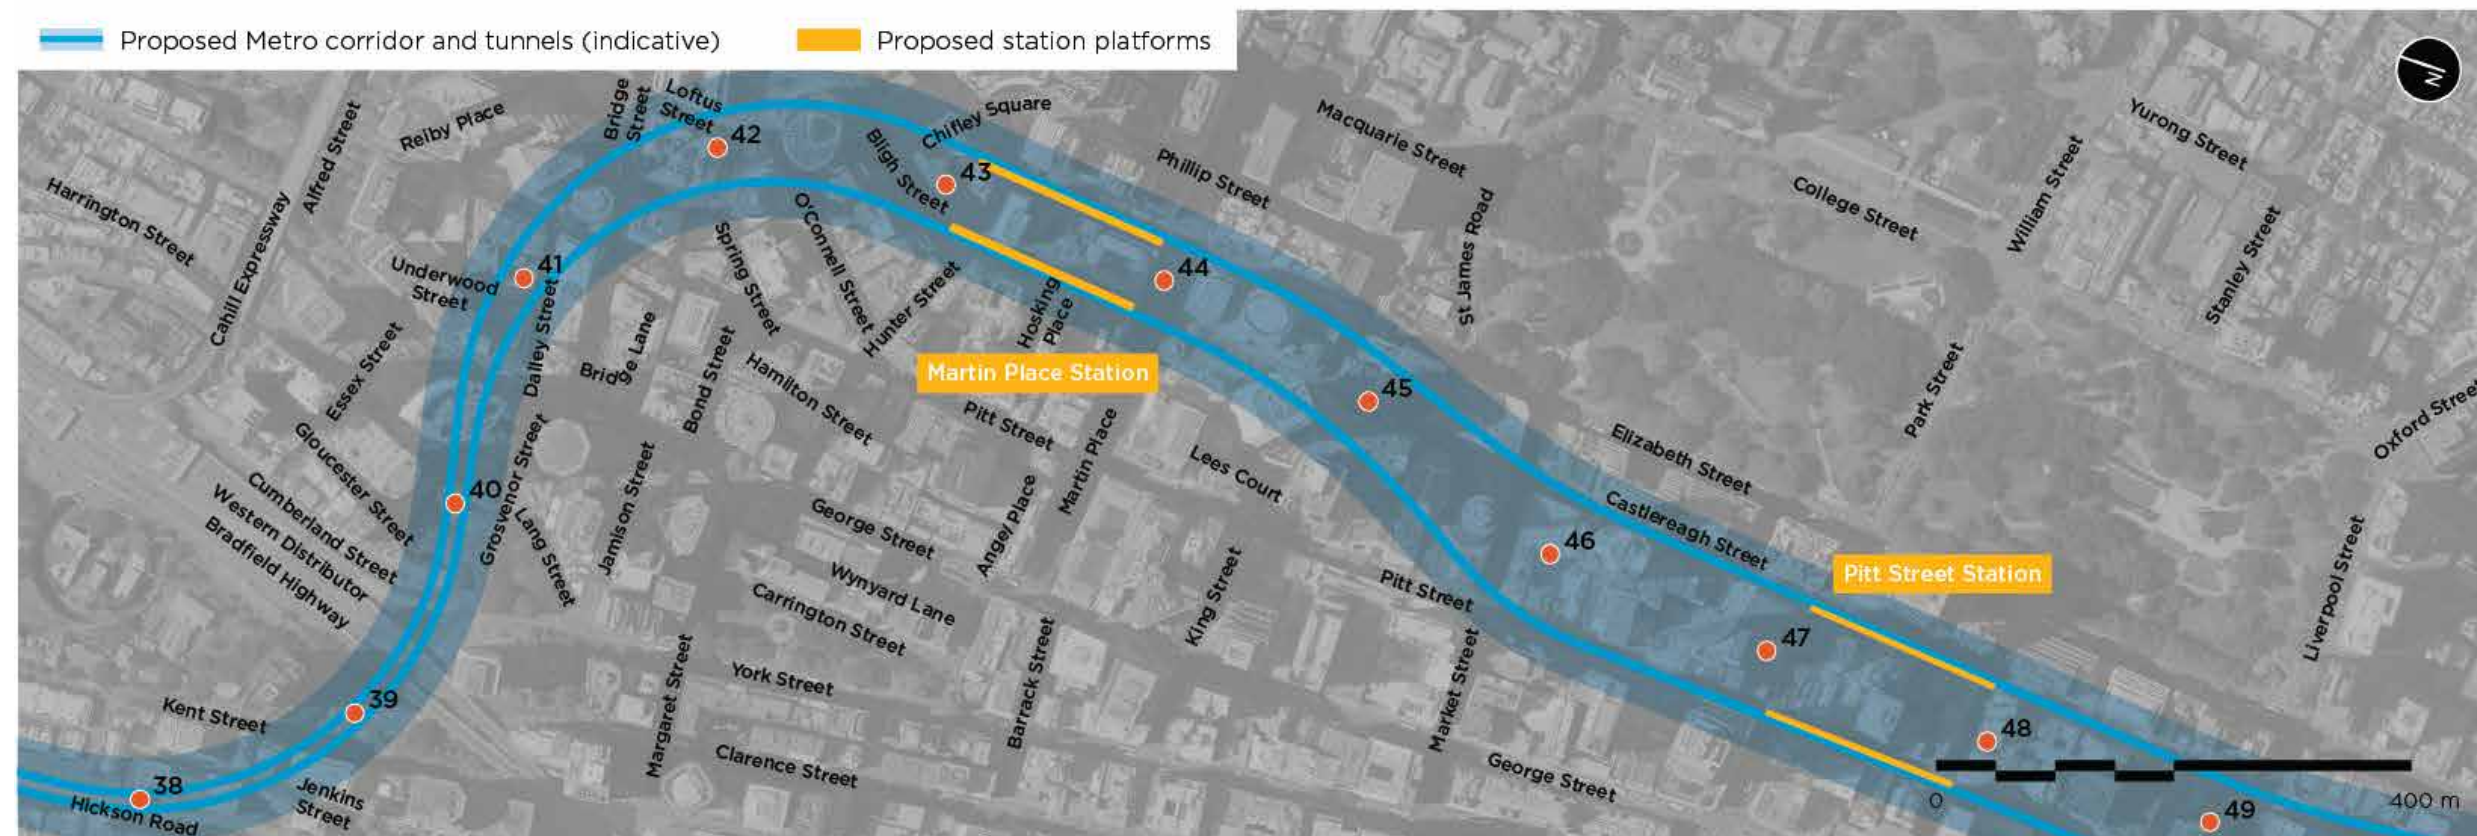 Proposed Metro corridor and tunnels (indicative)
Proposed station platforms
N
Bridge
Street
Loftus
Street
42
Reiby Place
Alfred Street
Harrington Street
Cahill Expressway
Chifley Square
Bligh Street
43
Macquarie Street
Phillip Street
St James Road
College Street
William Street
Yurong Street
Stanley Street
Underwood
Street
41
Dalley Street
Spring Street
O'Connell Street
Hunter Street
Hosking
Place
44
Essex Street
Bridge Lane
Bond Street
Hamilton Street
Martin Place Station
45
Park Street
Oxford Street
Gloucester Street
Cumberland Street
Western Distributor
Bradfield Highway
40
Grosvenor Street
Lang Street
Jamison Street
Pitt Street
Martin Place
Angel Place
Lees Court
George Street
Wynyard Lane
Carrington Street
King Street
Elizabeth Street
Castlereagh Street
46
Pitt Street
Pitt Street Station
Liverpool Street
47
Market Street
Kent Street
39
Margaret Street
York Street
Barrack Street
Clarence Street
George Street
48
38
Hickson Road
Jenkins
Street
0
400 m
49